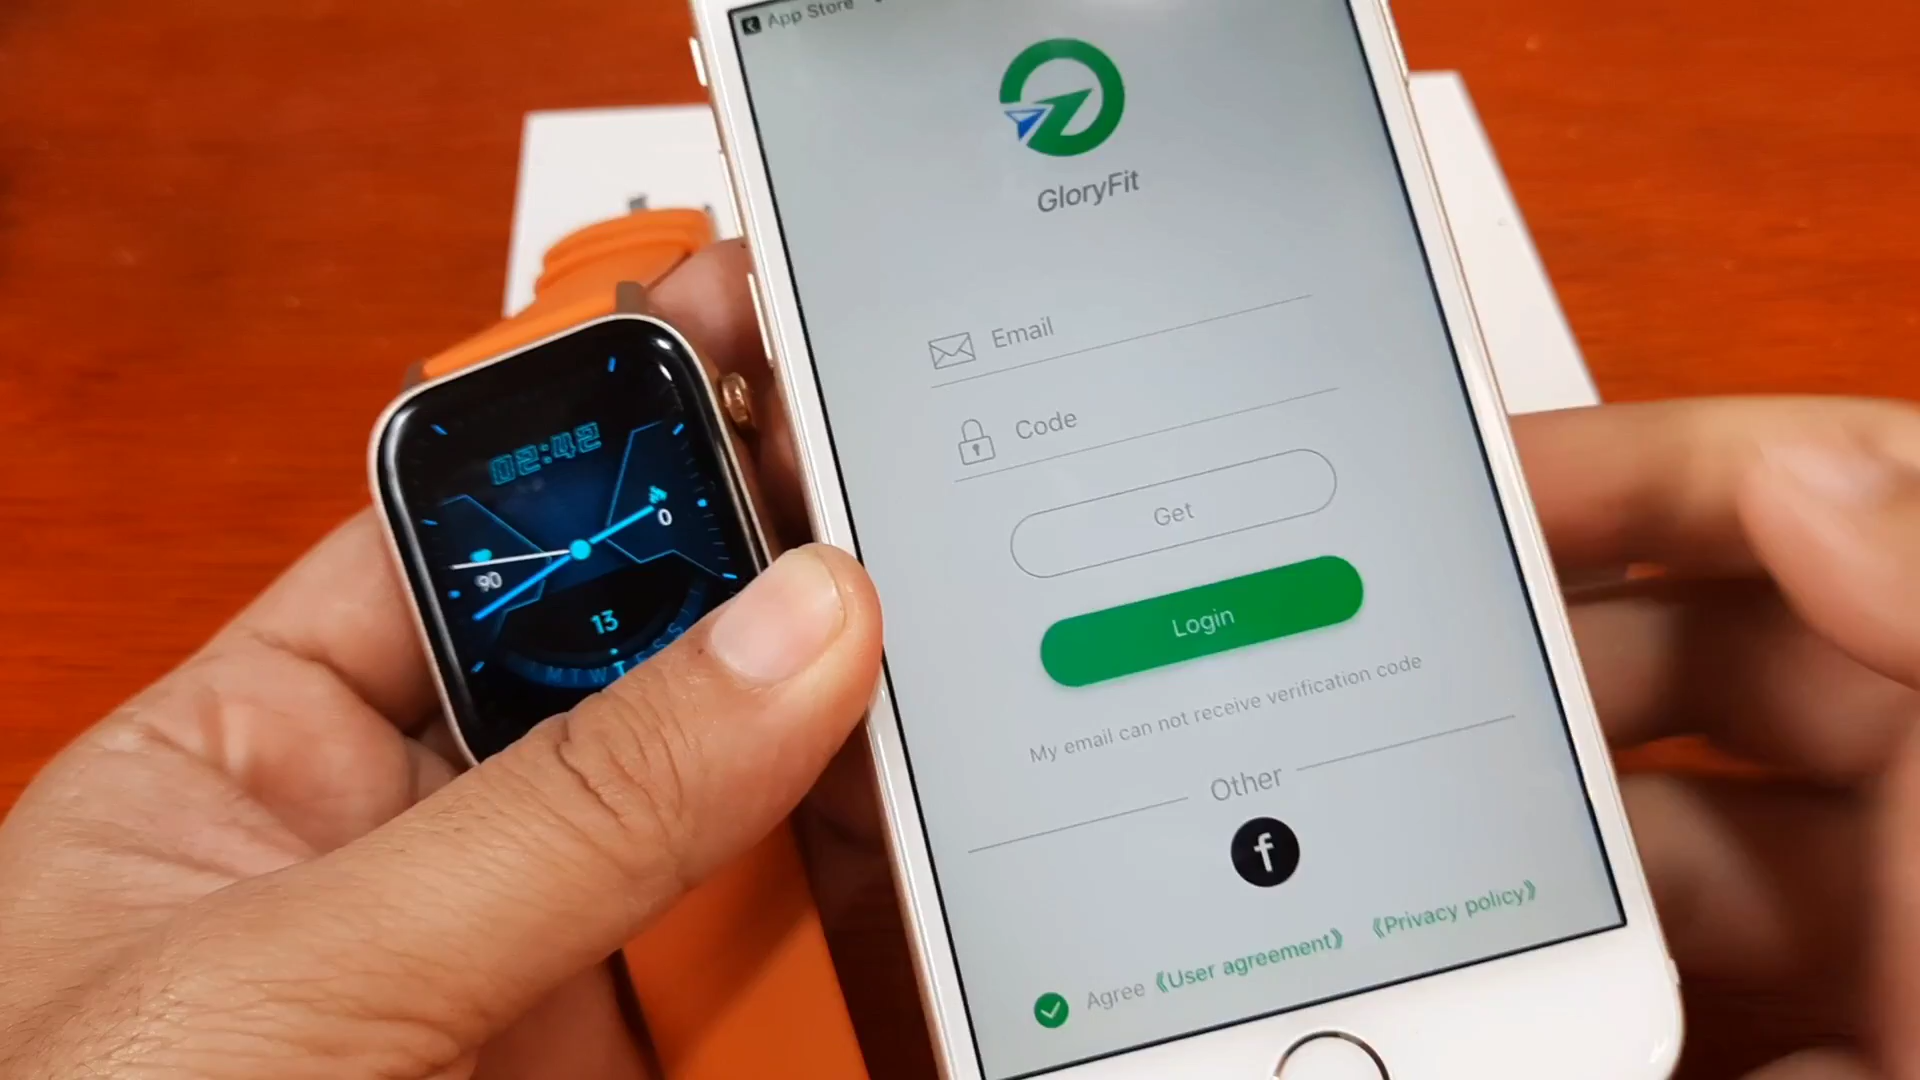 App Store
GloryFit
Email
Code
Get
Login
My email can not receive verification code
Other
f
Agree 《User agreement》 《Privacy policy》
02:42
0
90
13
M T W T F S S